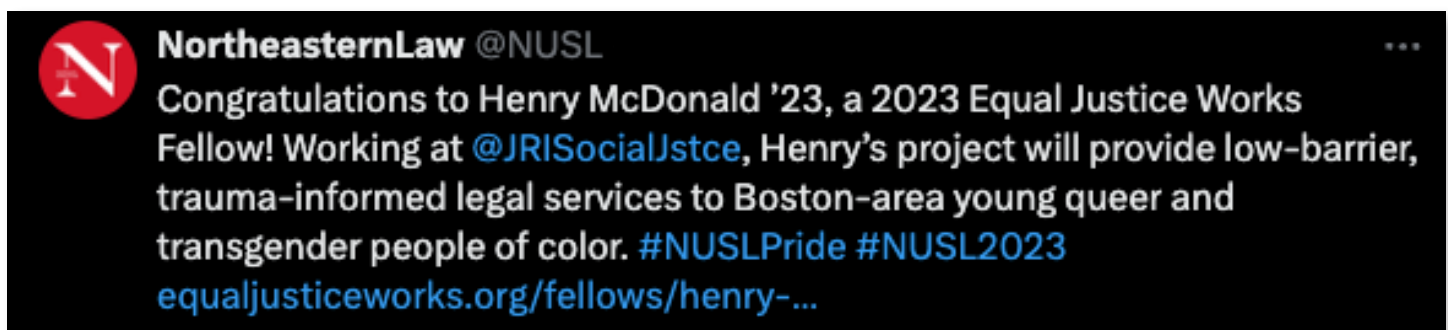 N
NortheasternLaw @NUSL
Congratulations to Henry McDonald ’23, a 2023 Equal Justice Works
Fellow! Working at @JRISocialJstce, Henry’s project will provide low-barrier,
trauma-informed legal services to Boston-area young queer and
transgender people of color. #NUSLPride #NUSL2023
equaljusticeworks.org/fellows/henry-...